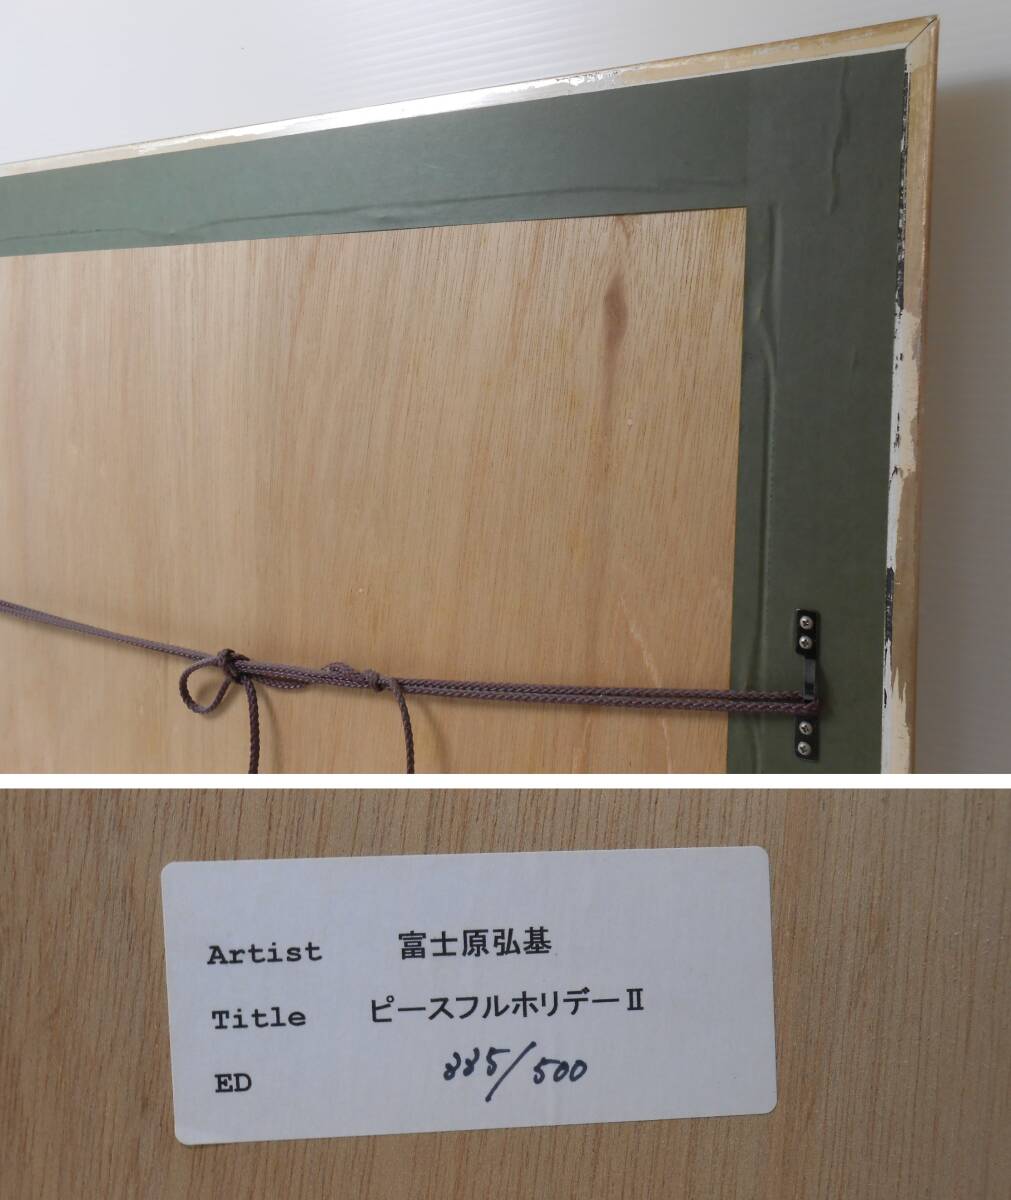 Artist 富士原弘基
Title ピースフルホリデーⅡ
ED 885/500